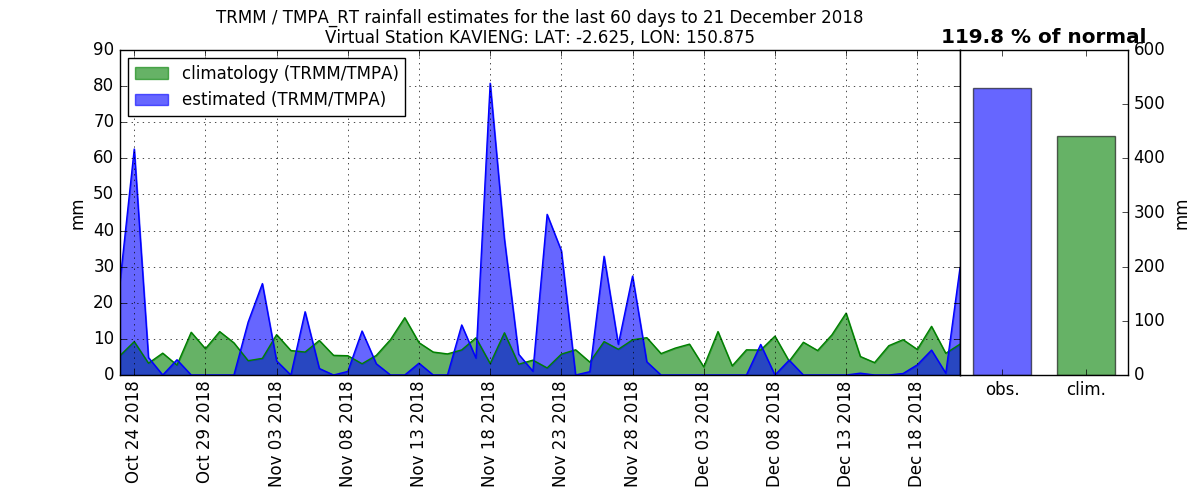 TRMM / TMPA_RT rainfall estimates for the last 60 days to 21 December 2018
Virtual Station KAVIENG: LAT: -2.625, LON: 150.875
119.8 % of normal
climatology (TRMM/TMPA)
estimated (TRMM/TMPA)
90
80
70
60
50
40
30
20
10
0
mm
Oct 24 2018
Oct 29 2018
Nov 03 2018
Nov 08 2018
Nov 13 2018
Nov 18 2018
Nov 23 2018
Nov 28 2018
Dec 03 2018
Dec 08 2018
Dec 13 2018
Dec 18 2018
600
500
400
300
200
100
0
mm
obs.
clim.